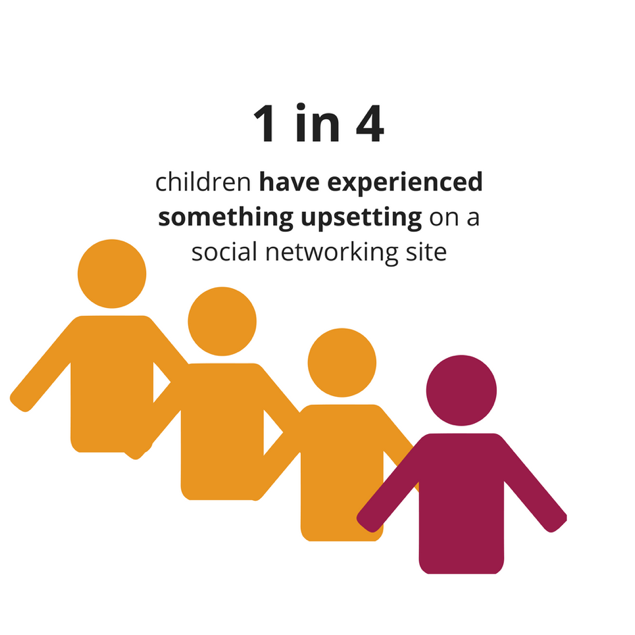 1 in 4
children have experienced
something upsetting on a
social networking site